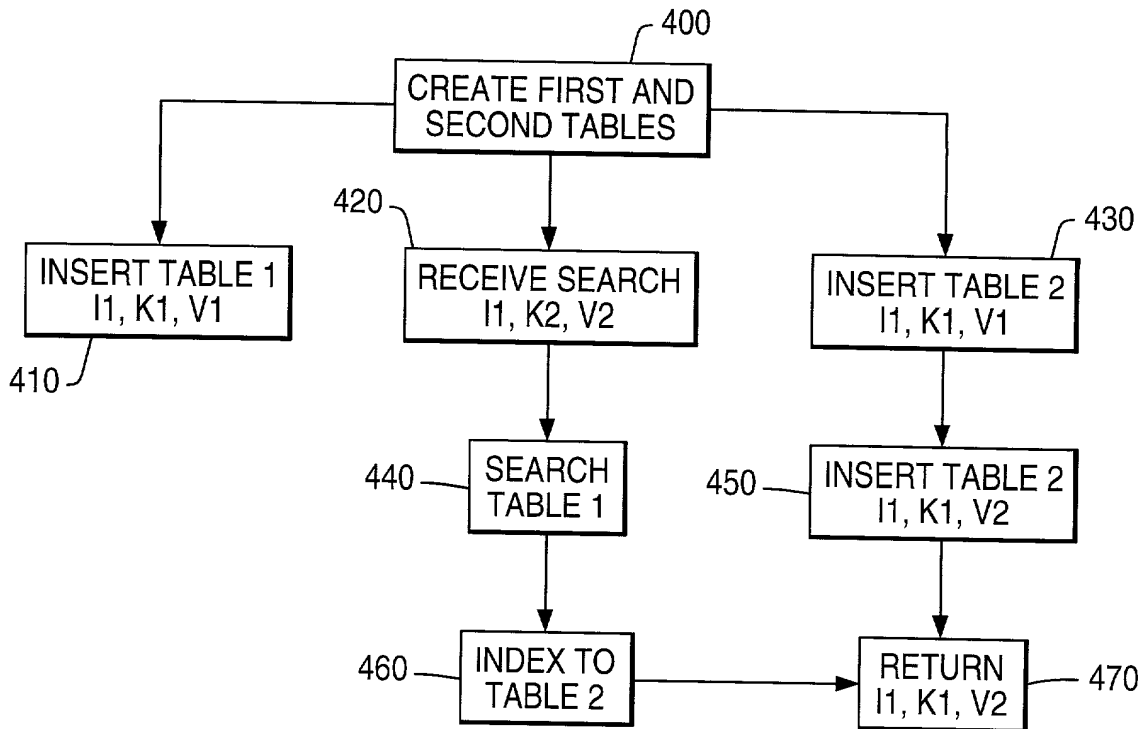 400
CREATE FIRST AND
SECOND TABLES
420
430
INSERT TABLE 1
I1, K1, V1
RECEIVE SEARCH
I1, K2, V2
INSERT TABLE 2
I1, K1, V1
410
440
SEARCH
TABLE 1
450
INSERT TABLE 2
I1, K1, V2
460
INDEX TO
TABLE 2
RETURN
I1, K1, V2
470